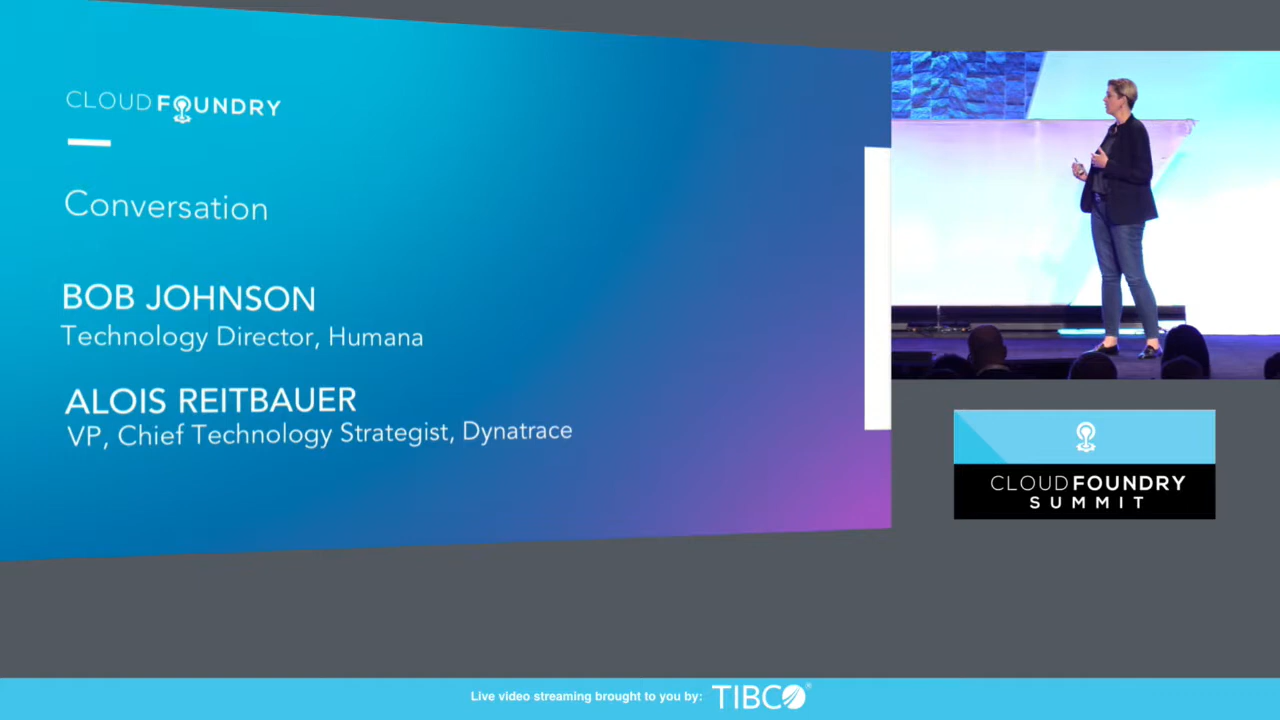 CLOUD FOUNDRY
Conversation
BOB JOHNSON
Technology Director, Humana
ALOIS REITBAUER
VP, Chief Technology Strategist, Dynatrace
CLOUD FOUNDRY
SUMMIT
Live video streaming brought to you by: TIBCO®